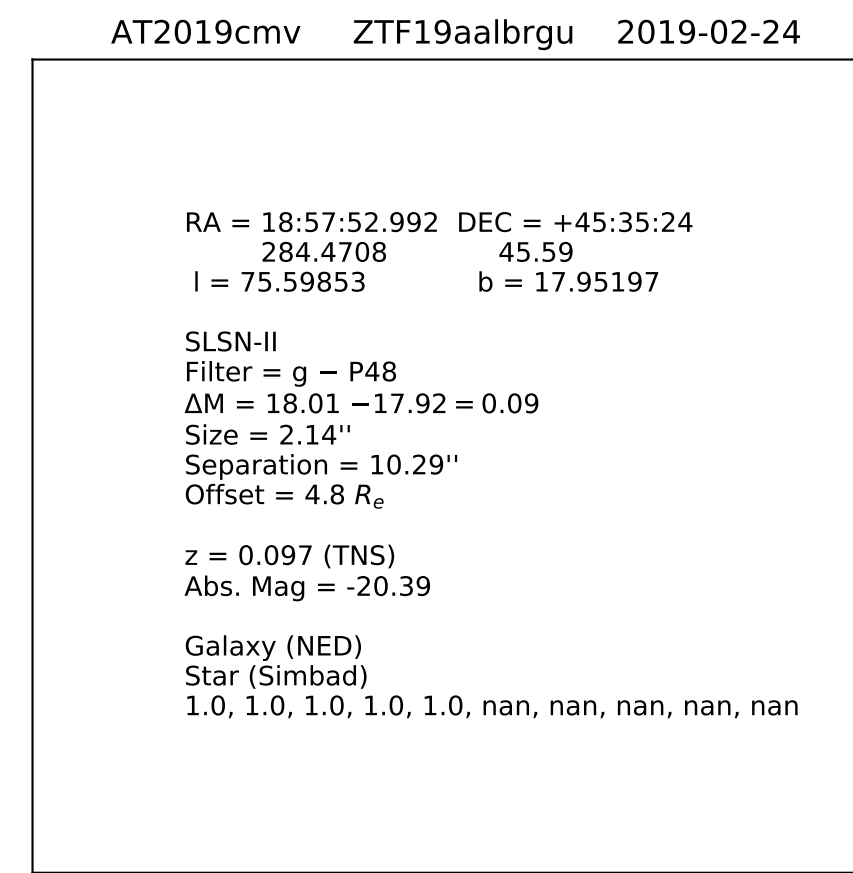 AT2019cmv ZTF19aalbrgu 2019-02-24
RA = 18:57:52.992 DEC = +45:35:24
284.4708 45.59
l = 75.59853 b = 17.95197
SLSN-II
Filter = g − P48
ΔM = 18.01 −17.92 = 0.09
Size = 2.14''
Separation = 10.29''
Offset = 4.8 Re
z = 0.097 (TNS)
Abs. Mag = -20.39
Galaxy (NED)
Star (Simbad)
1.0, 1.0, 1.0, 1.0, 1.0, nan, nan, nan, nan, nan